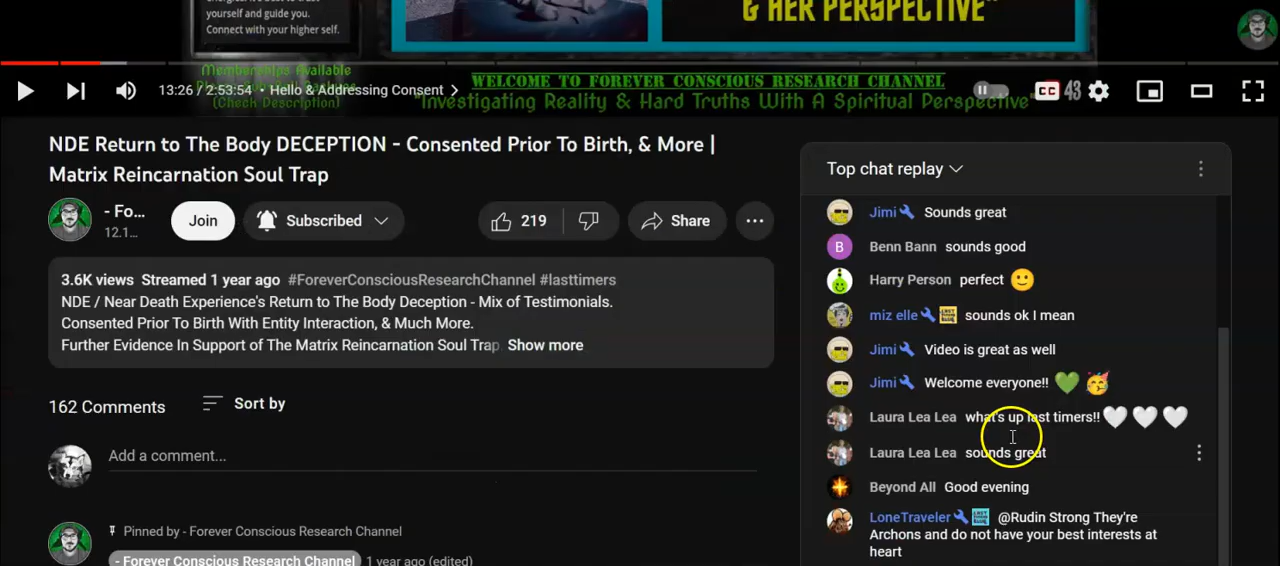 yourself and guide you.
Connect with your higher self.
& HER PERSPECTIVE"
Memberships Available
(Check Description)
WELCOME TO FOREVER CONSCIOUS RESEARCH CHANNEL
"Investigating Reality & Hard Truths With A Spiritual Perspective"
13:26 / 2:53:54 • Hello & Addressing Consent
CC
43
NDE Return to The Body DECEPTION - Consented Prior To Birth, & More |
Matrix Reincarnation Soul Trap
- Fo...
12.1...
Join
Subscribed
219
Share
3.6K views Streamed 1 year ago #ForeverConsciousResearchChannel #lasttimers
NDE / Near Death Experience's Return to The Body Deception - Mix of Testimonials.
Consented Prior To Birth With Entity Interaction, & Much More.
Further Evidence In Support of The Matrix Reincarnation Soul Trap. Show more
162 Comments
Sort by
Add a comment...
Pinned by - Forever Conscious Research Channel
- Forever Conscious Research Channel 1 year ago (edited)
Top chat replay
Jimi Sounds great
B
Benn Bann sounds good
Harry Person perfect 🙂
miz elle sounds ok I mean
Jimi Video is great as well
Jimi Welcome everyone!! 💚 🥳
Laura Lea Lea what's up last timers!! 🤍 🤍 🤍
Laura Lea Lea sounds great
Beyond All Good evening
LoneTraveler @Rudin Strong They're
Archons and do not have your best interests at
heart